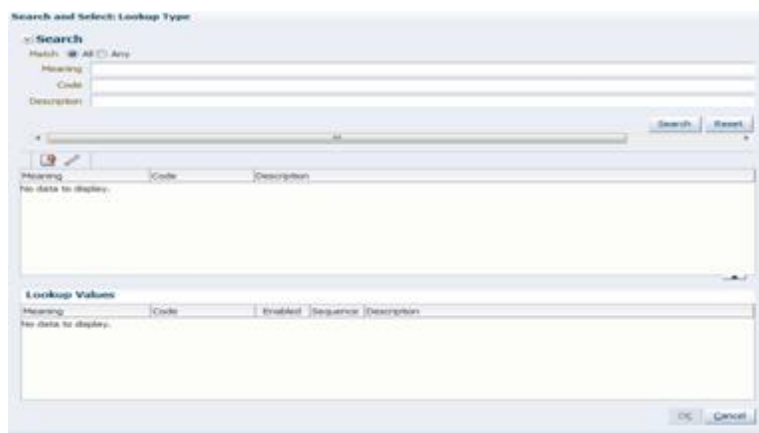 Search and Select: Lookup Type
Search
Match All Any
Meaning
Code
Description
Search Reset
Meaning Code Description
No data to display.
Lookup Values
Meaning Code Enabled Sequence Description
No data to display.
OK Cancel